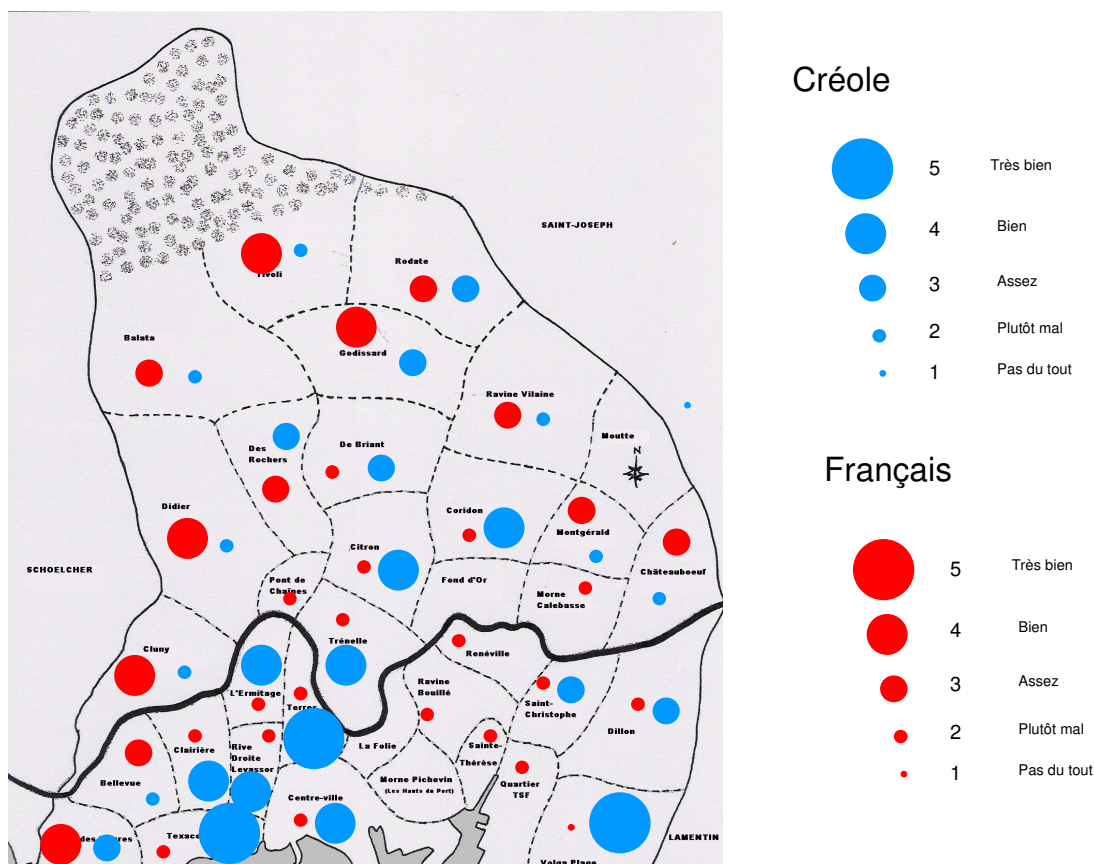 Créole
5 Très bien
4 Bien
3 Assez
2 Plutôt mal
1 Pas du tout
Français
5 Très bien
4 Bien
3 Assez
2 Plutôt mal
1 Pas du tout
SAINT-JOSEPH
Tivoli
Rodate
Balata
Godissard
Ravine Vilaine
Moutte
N
Des
Rochers
De Briant
Didier
Coridon
Montgérald
Citron
Châteauboeuf
SCHOELCHER
Pont de
Chaînes
Fond d'Or
Morne
Calebasse
Trénelle
Renéville
Cluny
L'Ermitage
Ravine
Bouillé
Saint-
Christophe
Dillon
Clairière
Rive
Droite
Levassor
La Folie
Sainte-
Thérèse
Bellevue
Morne Pichevin
(Les Hauts du Port)
Quartier
TSF
Centre-ville
LAMENTIN
Volga Plage